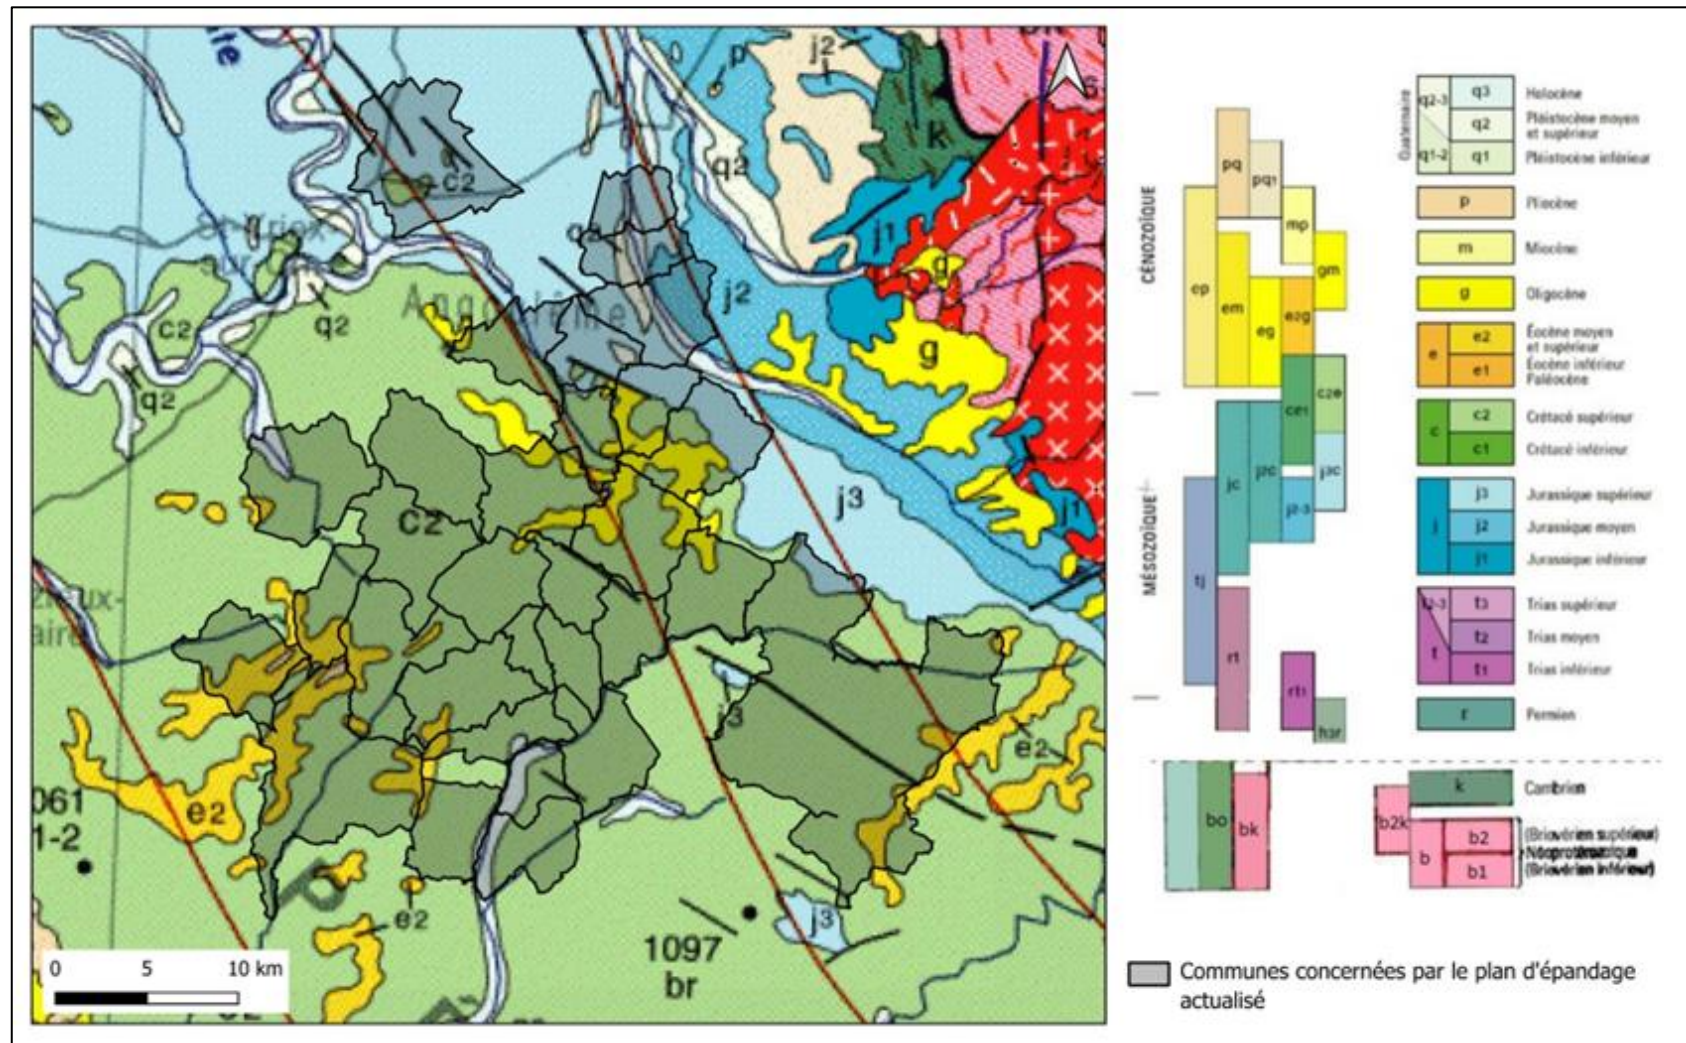 p
j2
k
q2
c2
q2
j1
g
j2
Angoulême
c2
q2
g
q2
j3
j1
c2
j3
e2
e2
e2
j3
061
1-2
1097
br
0 5 10 km
CÉNOZOÏQUE
MÉSOZOÏQUE
pq
pq1
ep
em
eg
mp
gm
e2g
ce1
c2e
jc
j2c
j2-3
j3c
tj
rt
rt1
h3r
bo
bk
Quaternaire
q2-3
q1-2
q3 Holocène
q2 Pléistocène moyen
et supérieur
q1 Pléistocène inférieur
p Pliocène
m Miocène
g Oligocène
e
e2 Éocène moyen
et supérieur
e1 Éocène inférieur
Paléocène
c
c2 Crétacé supérieur
c1 Crétacé inférieur
j
j3 Jurassique supérieur
j2 Jurassique moyen
j1 Jurassique inférieur
t2-3
t
t3 Trias supérieur
t2 Trias moyen
t1 Trias inférieur
r Permien
k Cambrien
b2k
b
b2 (Briovérien supérieur)
Néoprotérozoïque
b1 (Briovérien inférieur)
Communes concernées par le plan d'épandage
actualisé